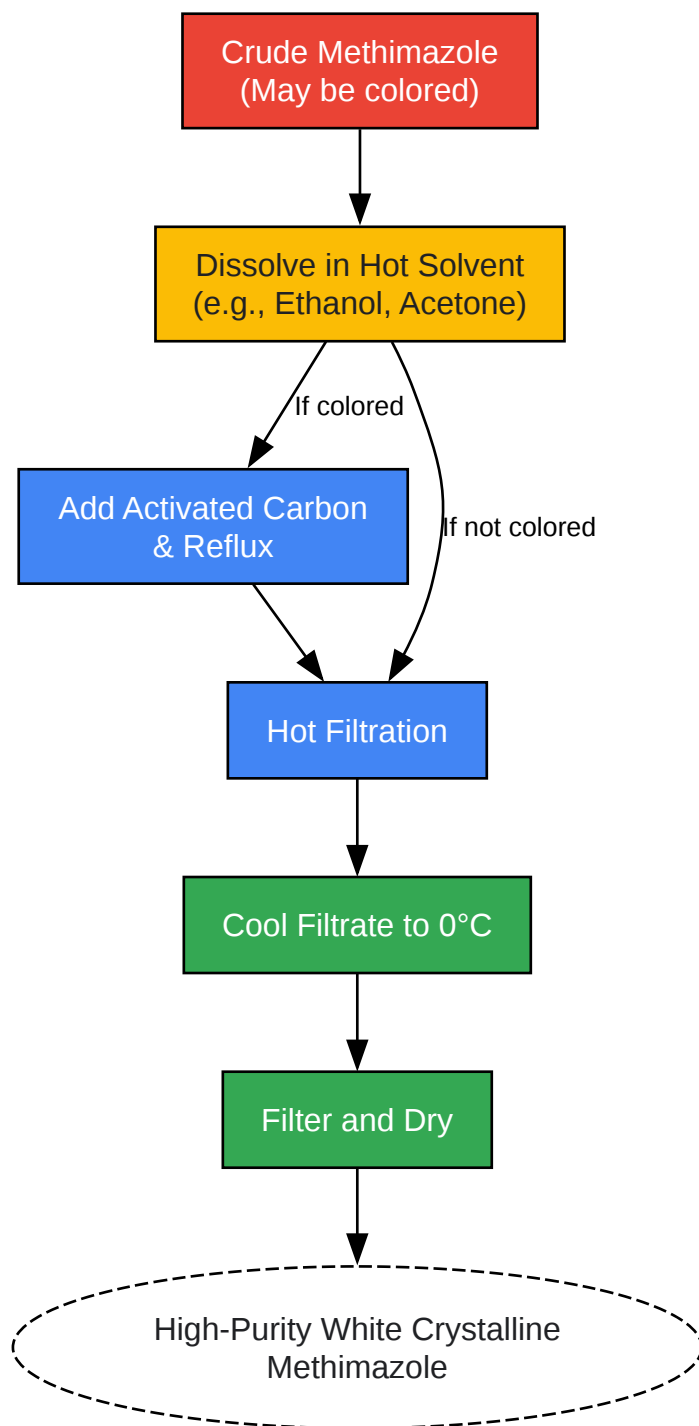 Crude Methimazole
(May be colored)
Dissolve in Hot Solvent
(e.g., Ethanol, Acetone)
If colored
Add Activated Carbon
& Reflux
If not colored
Hot Filtration
Cool Filtrate to 0°C
Filter and Dry
High-Purity White Crystalline
Methimazole